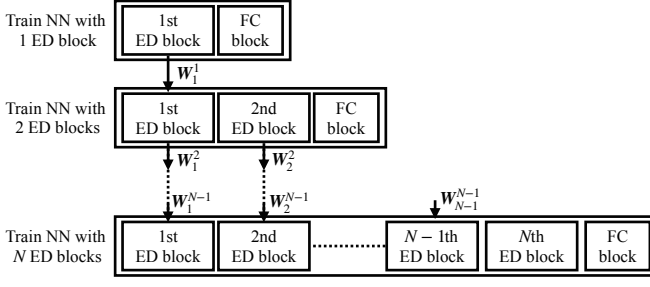 Train NN with
1 ED block
1st
ED block
FC
block
W_1^1
Train NN with
2 ED blocks
1st
ED block
2nd
ED block
FC
block
W_1^2
W_2^2
W_1^{N−1}
W_2^{N−1}
W_{N−1}^{N−1}
Train NN with
N ED blocks
1st
ED block
2nd
ED block
N − 1th
ED block
Nth
ED block
FC
block